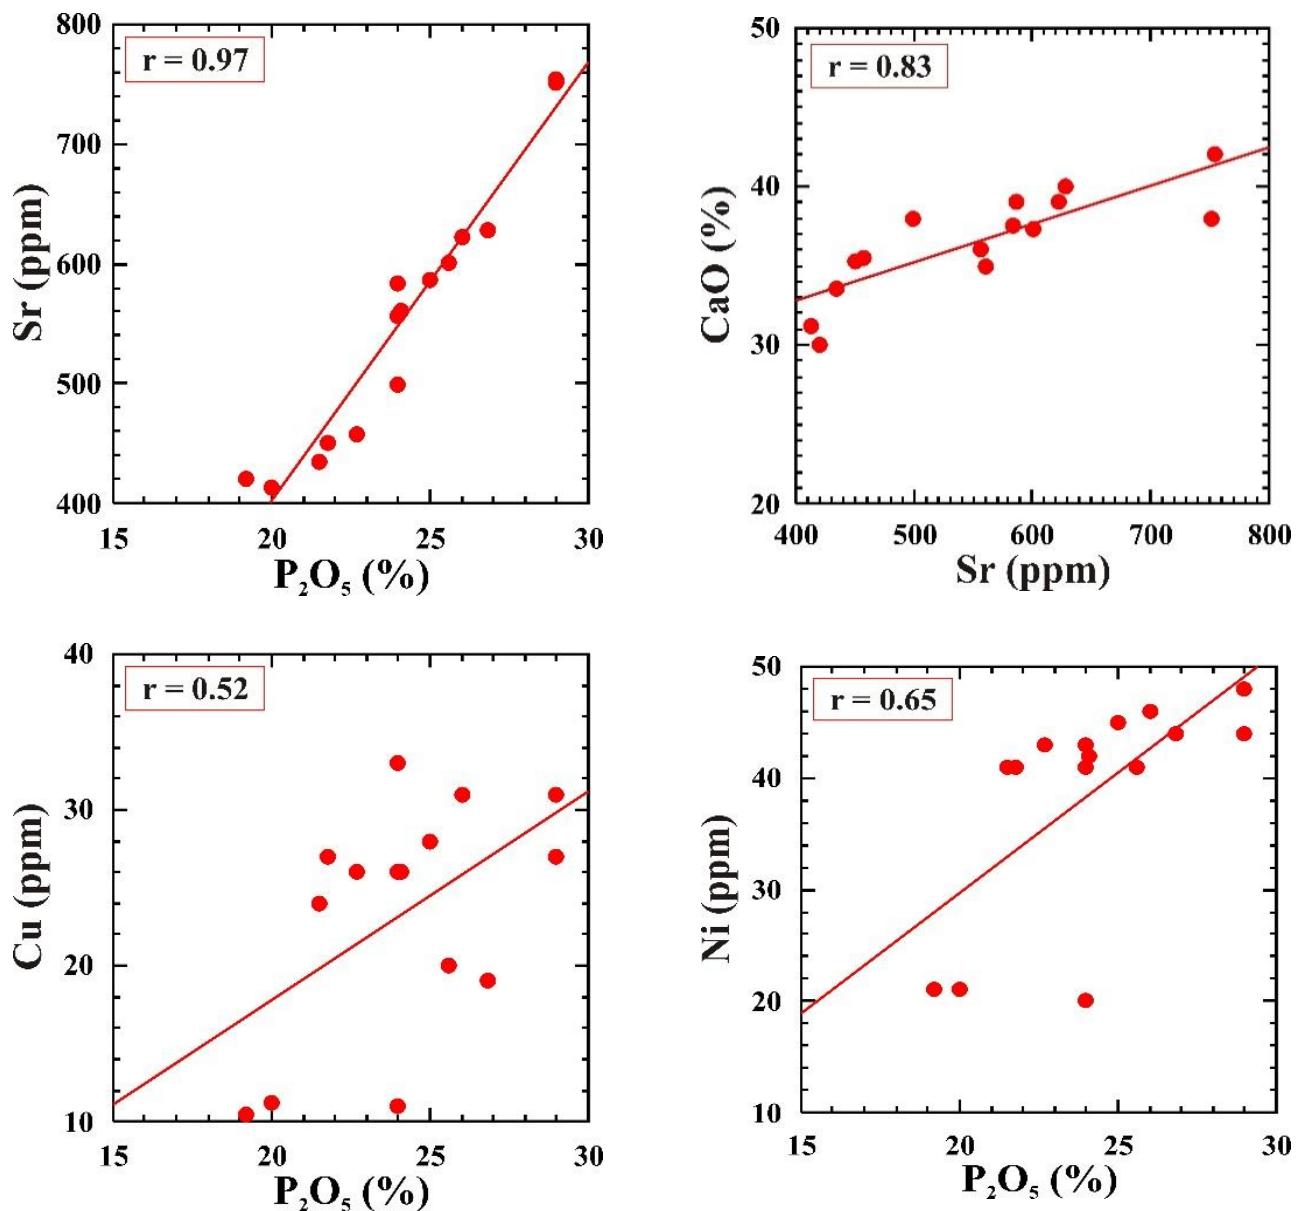 r = 0.97
800
700
600
500
400
Sr (ppm)
15 20 25 30
P₂O₅ (%)
r = 0.83
50
40
30
20
CaO (%)
400 500 600 700 800
Sr (ppm)
r = 0.52
40
30
20
10
Cu (ppm)
15 20 25 30
P₂O₅ (%)
r = 0.65
50
40
30
20
10
Ni (ppm)
15 20 25 30
P₂O₅ (%)